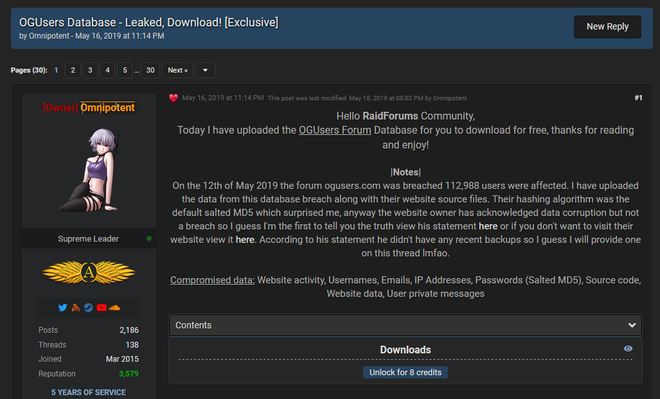 OGUsers Database - Leaked, Download! [Exclusive]
by Omnipotent - May 16, 2019 at 11:14 PM
New Reply
Pages (30): 1 2 3 4 5 ... 30 Next »
[Owner] Omnipotent
Supreme Leader
A
Posts 2,186
Threads 138
Joined Mar 2015
Reputation 3,579
5 YEARS OF SERVICE
May 16, 2019 at 11:14 PM This post was last modified: May 18, 2019 at 08:02 PM by Omnipotent. #1
Hello RaidForums Community,
Today I have uploaded the OGUsers Forum Database for you to download for free, thanks for reading
and enjoy!
|Notes|
On the 12th of May 2019 the forum ogusers.com was breached 112,988 users were affected. I have uploaded
the data from this database breach along with their website source files. Their hashing algorithm was the
default salted MD5 which surprised me, anyway the website owner has acknowledged data corruption but not
a breach so I guess I'm the first to tell you the truth view his statement here or if you don't want to visit their
website view it here. According to his statement he didn't have any recent backups so I guess I will provide one
on this thread lmfao.
Compromised data: Website activity, Usernames, Emails, IP Addresses, Passwords (Salted MD5), Source code,
Website data, User private messages
Contents
Downloads
Unlock for 8 credits